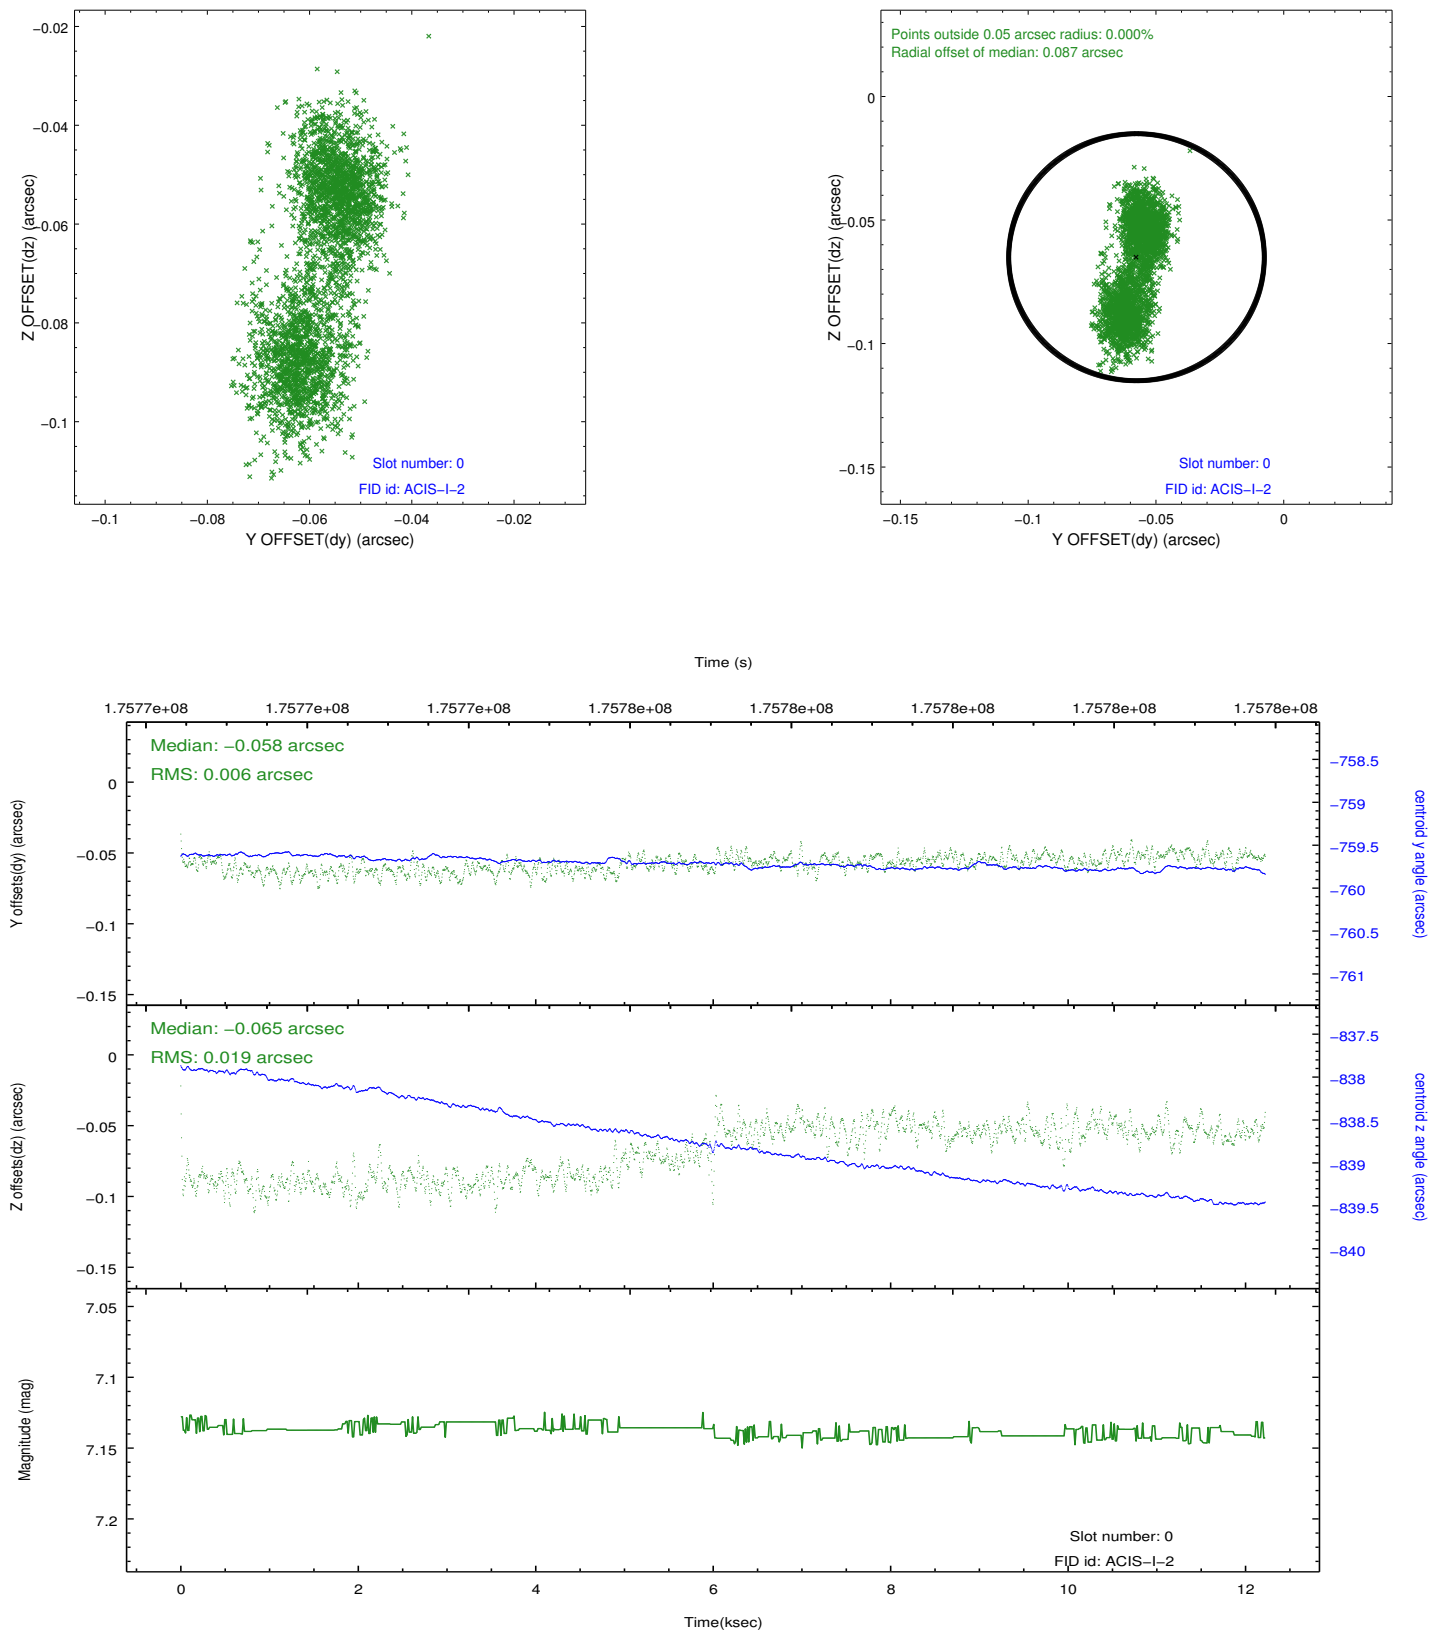 −0.02
−0.04
−0.06
−0.08
−0.1
Z OFFSET(dz) (arcsec)
Slot number: 0
FID id: ACIS−I−2
−0.1 −0.08 −0.06 −0.04 −0.02
Y OFFSET(dy) (arcsec)
Points outside 0.05 arcsec radius: 0.000%
Radial offset of median: 0.087 arcsec
0
−0.05
−0.1
−0.15
Z OFFSET(dz) (arcsec)
Slot number: 0
FID id: ACIS−I−2
−0.15 −0.1 −0.05 0
Y OFFSET(dy) (arcsec)
Time (s)
1.7577e+08 1.7577e+08 1.7577e+08 1.7578e+08 1.7578e+08 1.7578e+08 1.7578e+08 1.7578e+08
Median: −0.058 arcsec
RMS: 0.006 arcsec
0
−0.05
−0.1
−0.15
Y offsets(dy) (arcsec)
−758.5
−759
−759.5
−760
−760.5
−761
centroid y angle (arcsec)
Median: −0.065 arcsec
RMS: 0.019 arcsec
0
−0.05
−0.1
−0.15
Z offsets(dz) (arcsec)
−837.5
−838
−838.5
−839
−839.5
−840
centroid z angle (arcsec)
7.05
7.1
7.15
7.2
Magnitude (mag)
Slot number: 0
FID id: ACIS−I−2
0 2 4 6 8 10 12
Time(ksec)